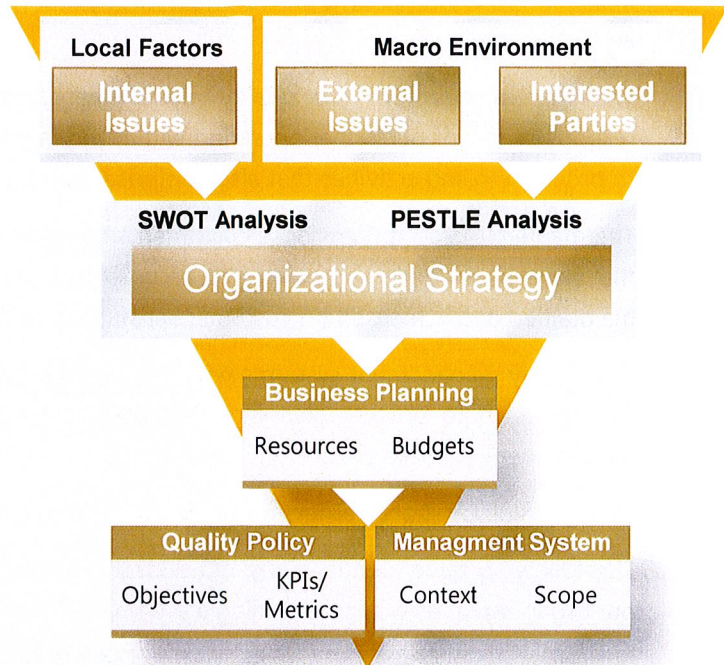 Local Factors
Macro Environment
Internal
Issues
External
Issues
Interested
Parties
SWOT Analysis
PESTLE Analysis
Organizational Strategy
Business Planning
Resources
Budgets
Quality Policy
Objectives
KPIs/
Metrics
Managment System
Context
Scope